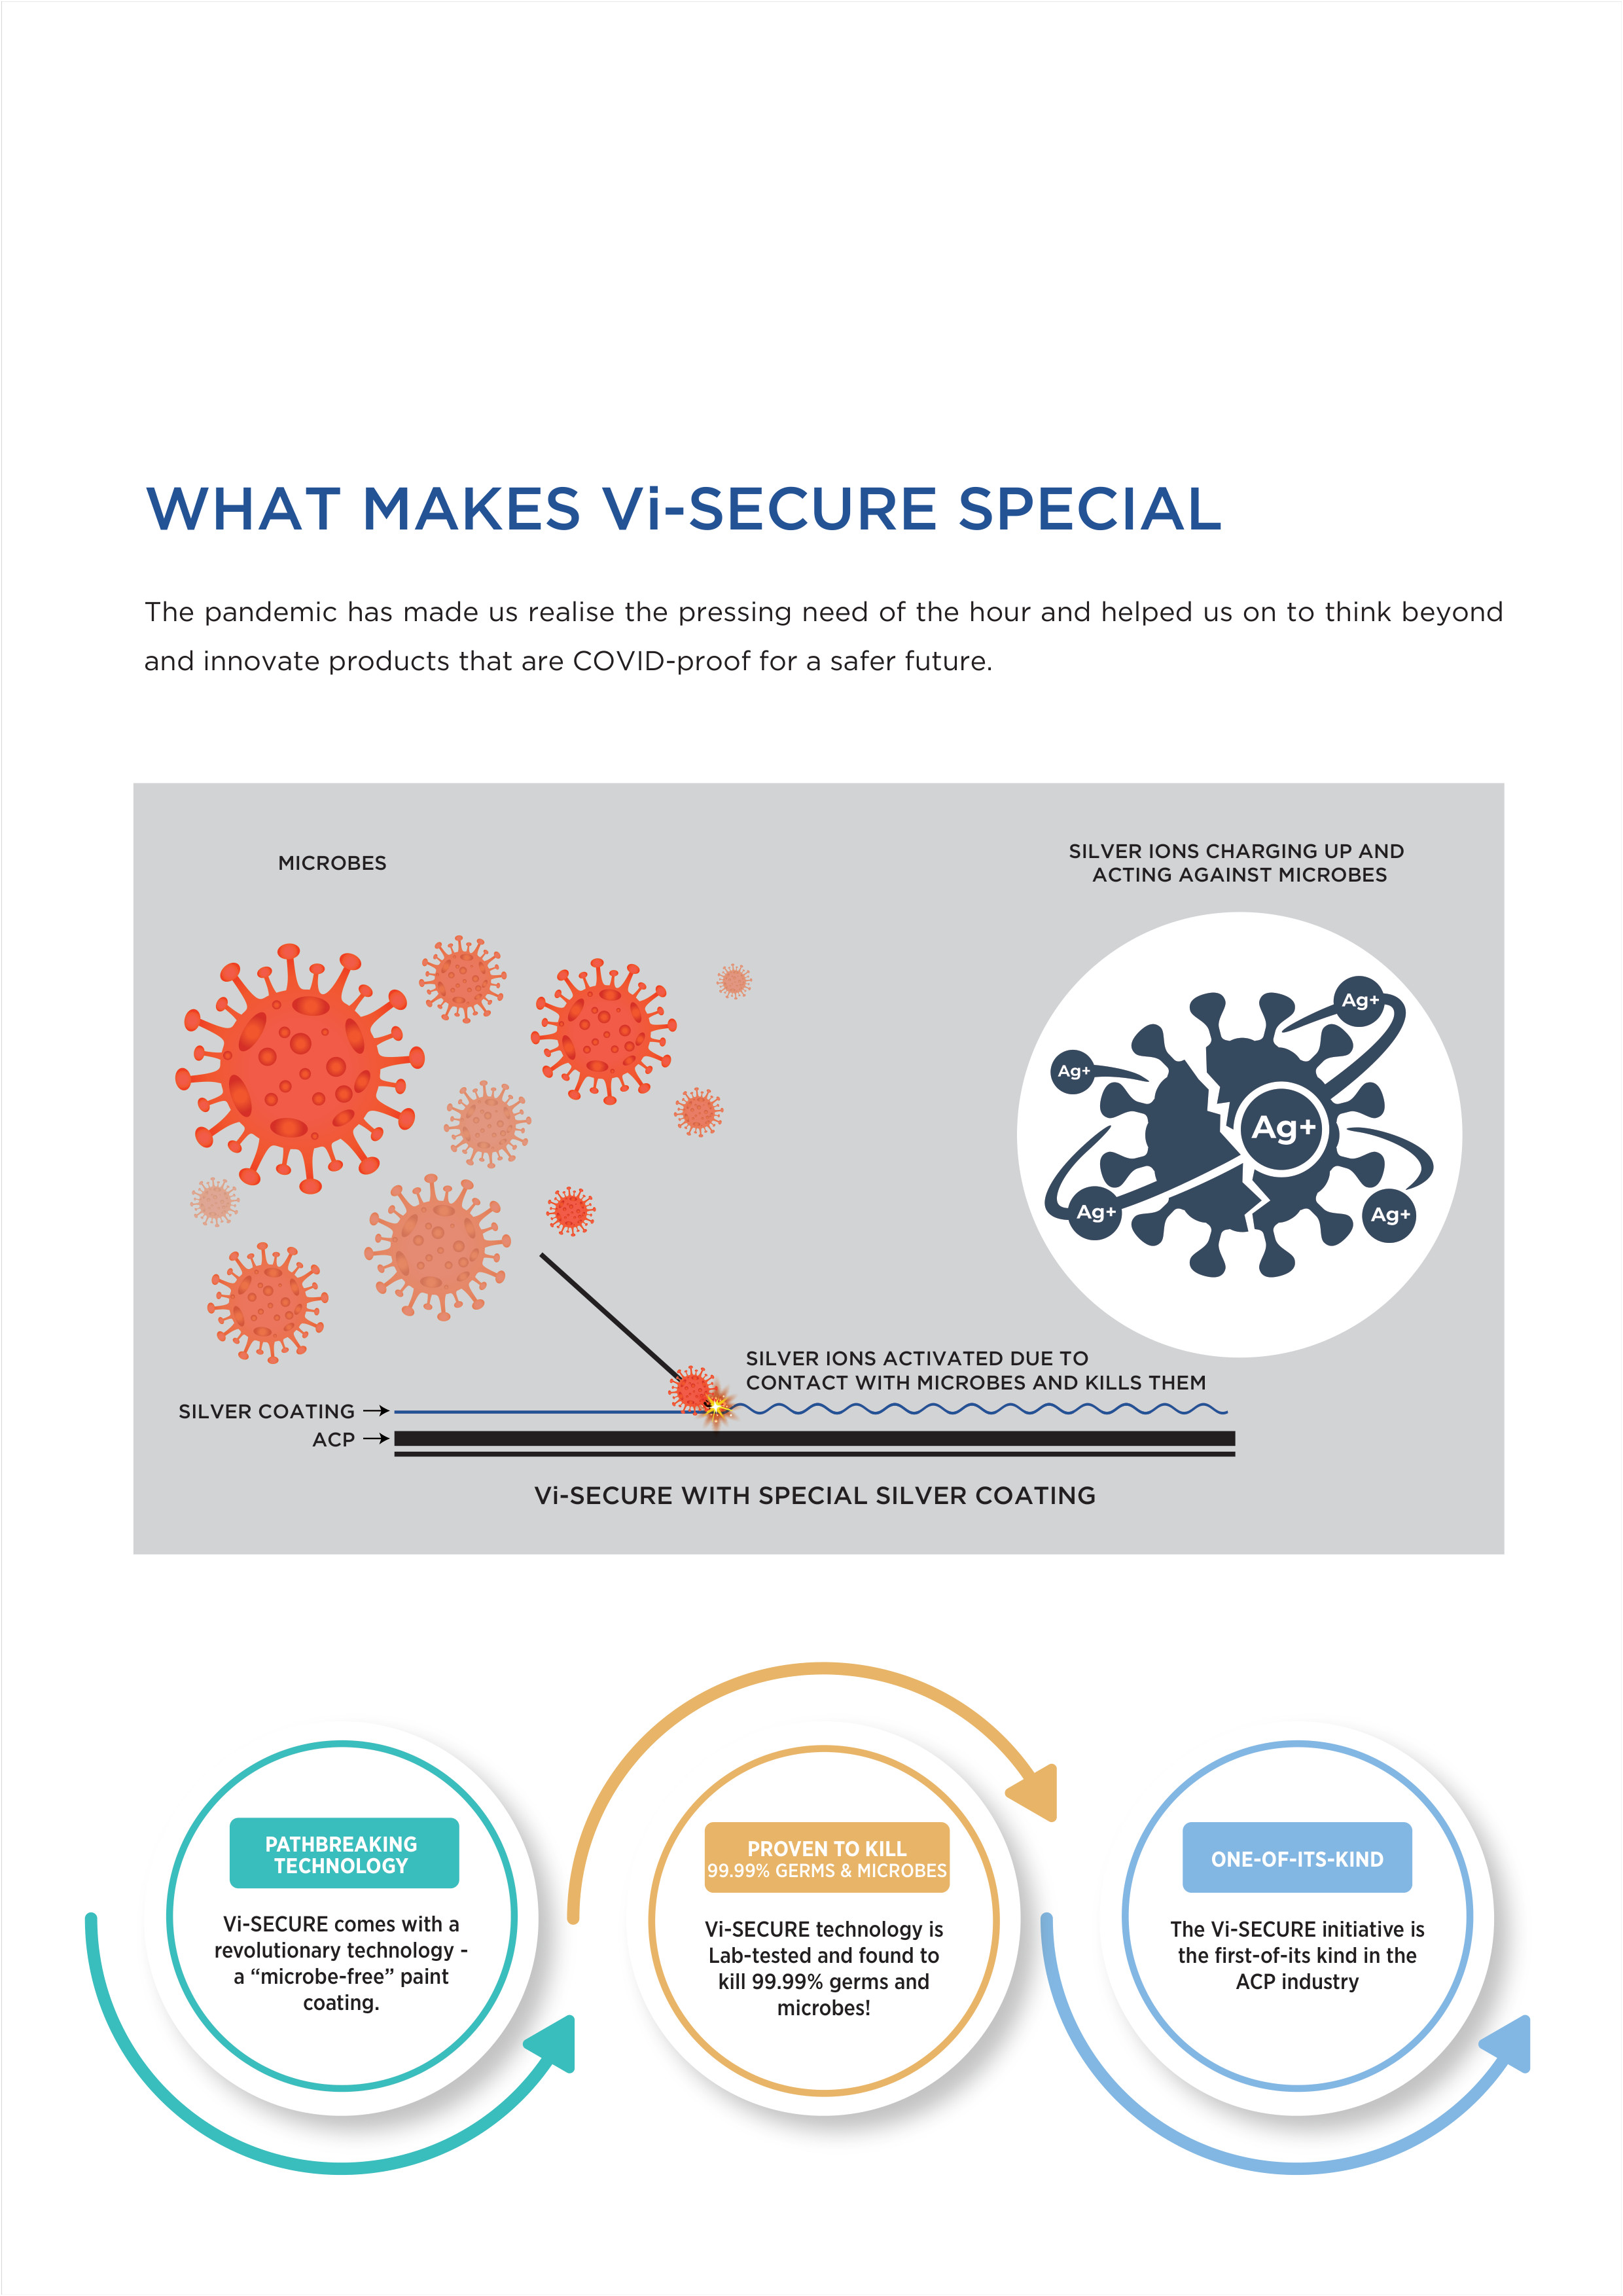 WHAT MAKES Vi-SECURE SPECIAL
The pandemic has made us realise the pressing need of the hour and helped us on to think beyond
and innovate products that are COVID-proof for a safer future.
MICROBES
SILVER IONS CHARGING UP AND
ACTING AGAINST MICROBES
Ag+
Ag+
Ag+
Ag+
Ag+
SILVER IONS ACTIVATED DUE TO
CONTACT WITH MICROBES AND KILLS THEM
SILVER COATING
ACP
Vi-SECURE WITH SPECIAL SILVER COATING
PATHBREAKING
TECHNOLOGY
Vi-SECURE comes with a
revolutionary technology -
a “microbe-free” paint
coating.
PROVEN TO KILL
99.99% GERMS & MICROBES
Vi-SECURE technology is
Lab-tested and found to
kill 99.99% germs and
microbes!
ONE-OF-ITS-KIND
The Vi-SECURE initiative is
the first-of-its kind in the
ACP industry